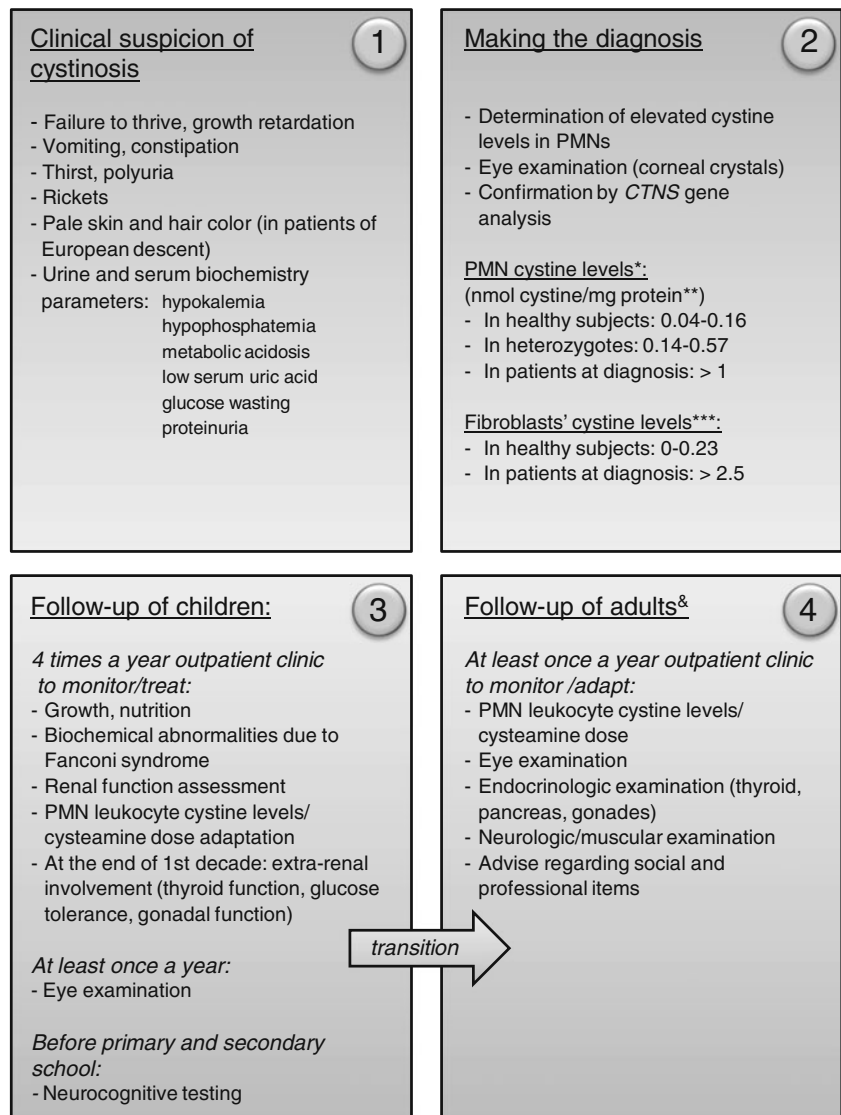 Clinical suspicion of
cystinosis
1
- Failure to thrive, growth retardation
- Vomiting, constipation
- Thirst, polyuria
- Rickets
- Pale skin and hair color (in patients of
European descent)
- Urine and serum biochemistry
parameters: hypokalemia
hypophosphatemia
metabolic acidosis
low serum uric acid
glucose wasting
proteinuria
Making the diagnosis
2
- Determination of elevated cystine
levels in PMNs
- Eye examination (corneal crystals)
- Confirmation by CTNS gene
analysis
PMN cystine levels*:
(nmol cystine/mg protein**)
- In healthy subjects: 0.04-0.16
- In heterozygotes: 0.14-0.57
- In patients at diagnosis: > 1
Fibroblasts' cystine levels***:
- In healthy subjects: 0-0.23
- In patients at diagnosis: > 2.5
Follow-up of children:
3
4 times a year outpatient clinic
to monitor/treat:
- Growth, nutrition
- Biochemical abnormalities due to
Fanconi syndrome
- Renal function assessment
- PMN leukocyte cystine levels/
cysteamine dose adaptation
- At the end of 1st decade: extra-renal
involvement (thyroid function, glucose
tolerance, gonadal function)
At least once a year:
- Eye examination
Before primary and secondary
school:
- Neurocognitive testing
transition
Follow-up of adults&
4
At least once a year outpatient clinic
to monitor /adapt:
- PMN leukocyte cystine levels/
cysteamine dose
- Eye examination
- Endocrinologic examination (thyroid,
pancreas, gonades)
- Neurologic/muscular examination
- Advise regarding social and
professional items